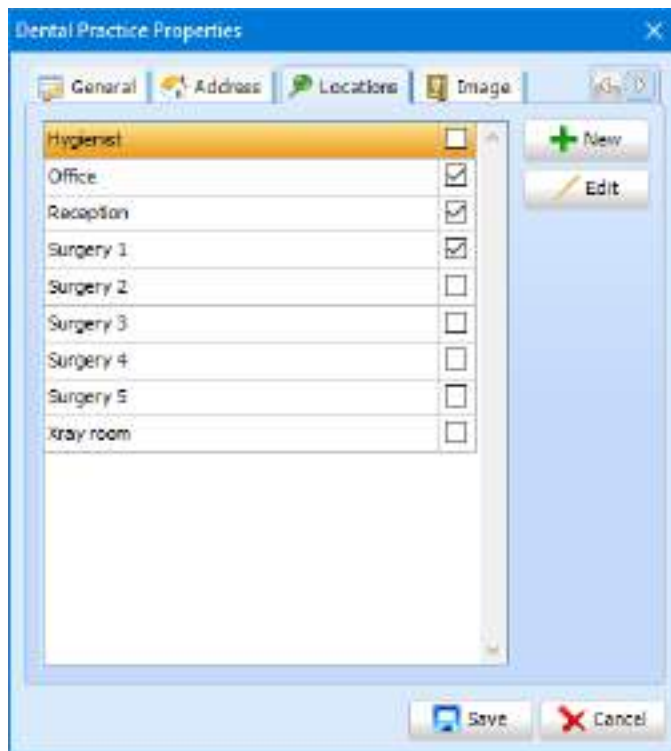 Dental Practice Properties
General Address Locations Image
Hygienist
New
Office
Edit
Reception
Surgery 1
Surgery 2
Surgery 3
Surgery 4
Surgery 5
Xray room
Save Cancel